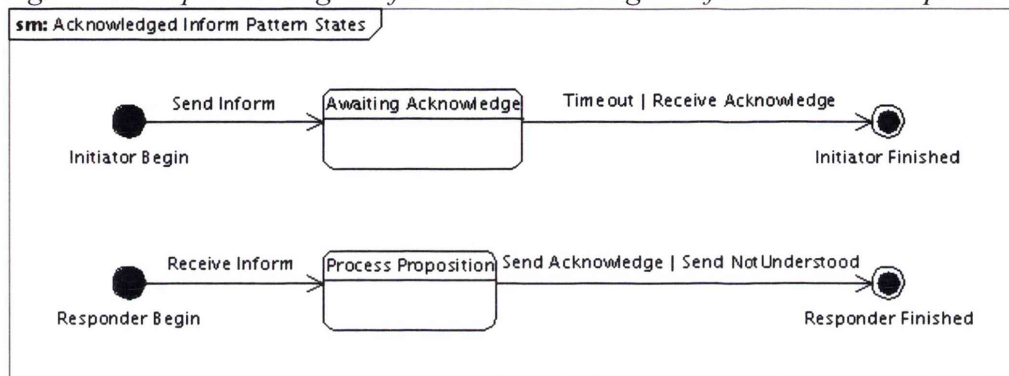 sm: Acknowledged Inform Pattern States
Send Inform
Awaiting Acknowledge
Timeout | Receive Acknowledge
Initiator Begin
Initiator Finished
Receive Inform
Process Proposition
Send Acknowledge | Send NotUnderstood
Responder Begin
Responder Finished